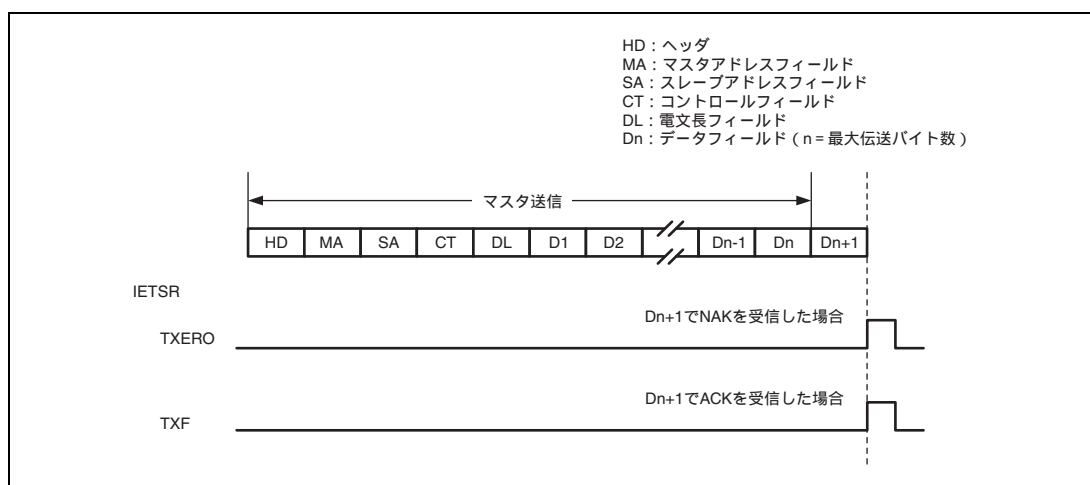 HD：ヘッダ
MA：マスタアドレスフィールド
SA：スレーブアドレスフィールド
CT：コントロールフィールド
DL：電文長フィールド
Dn：データフィールド（n＝最大伝送バイト数）
マスタ送信
HD MA SA CT DL D1 D2 Dn-1 Dn Dn+1
IETSR
Dn+1でNAKを受信した場合
TXERO
Dn+1でACKを受信した場合
TXF